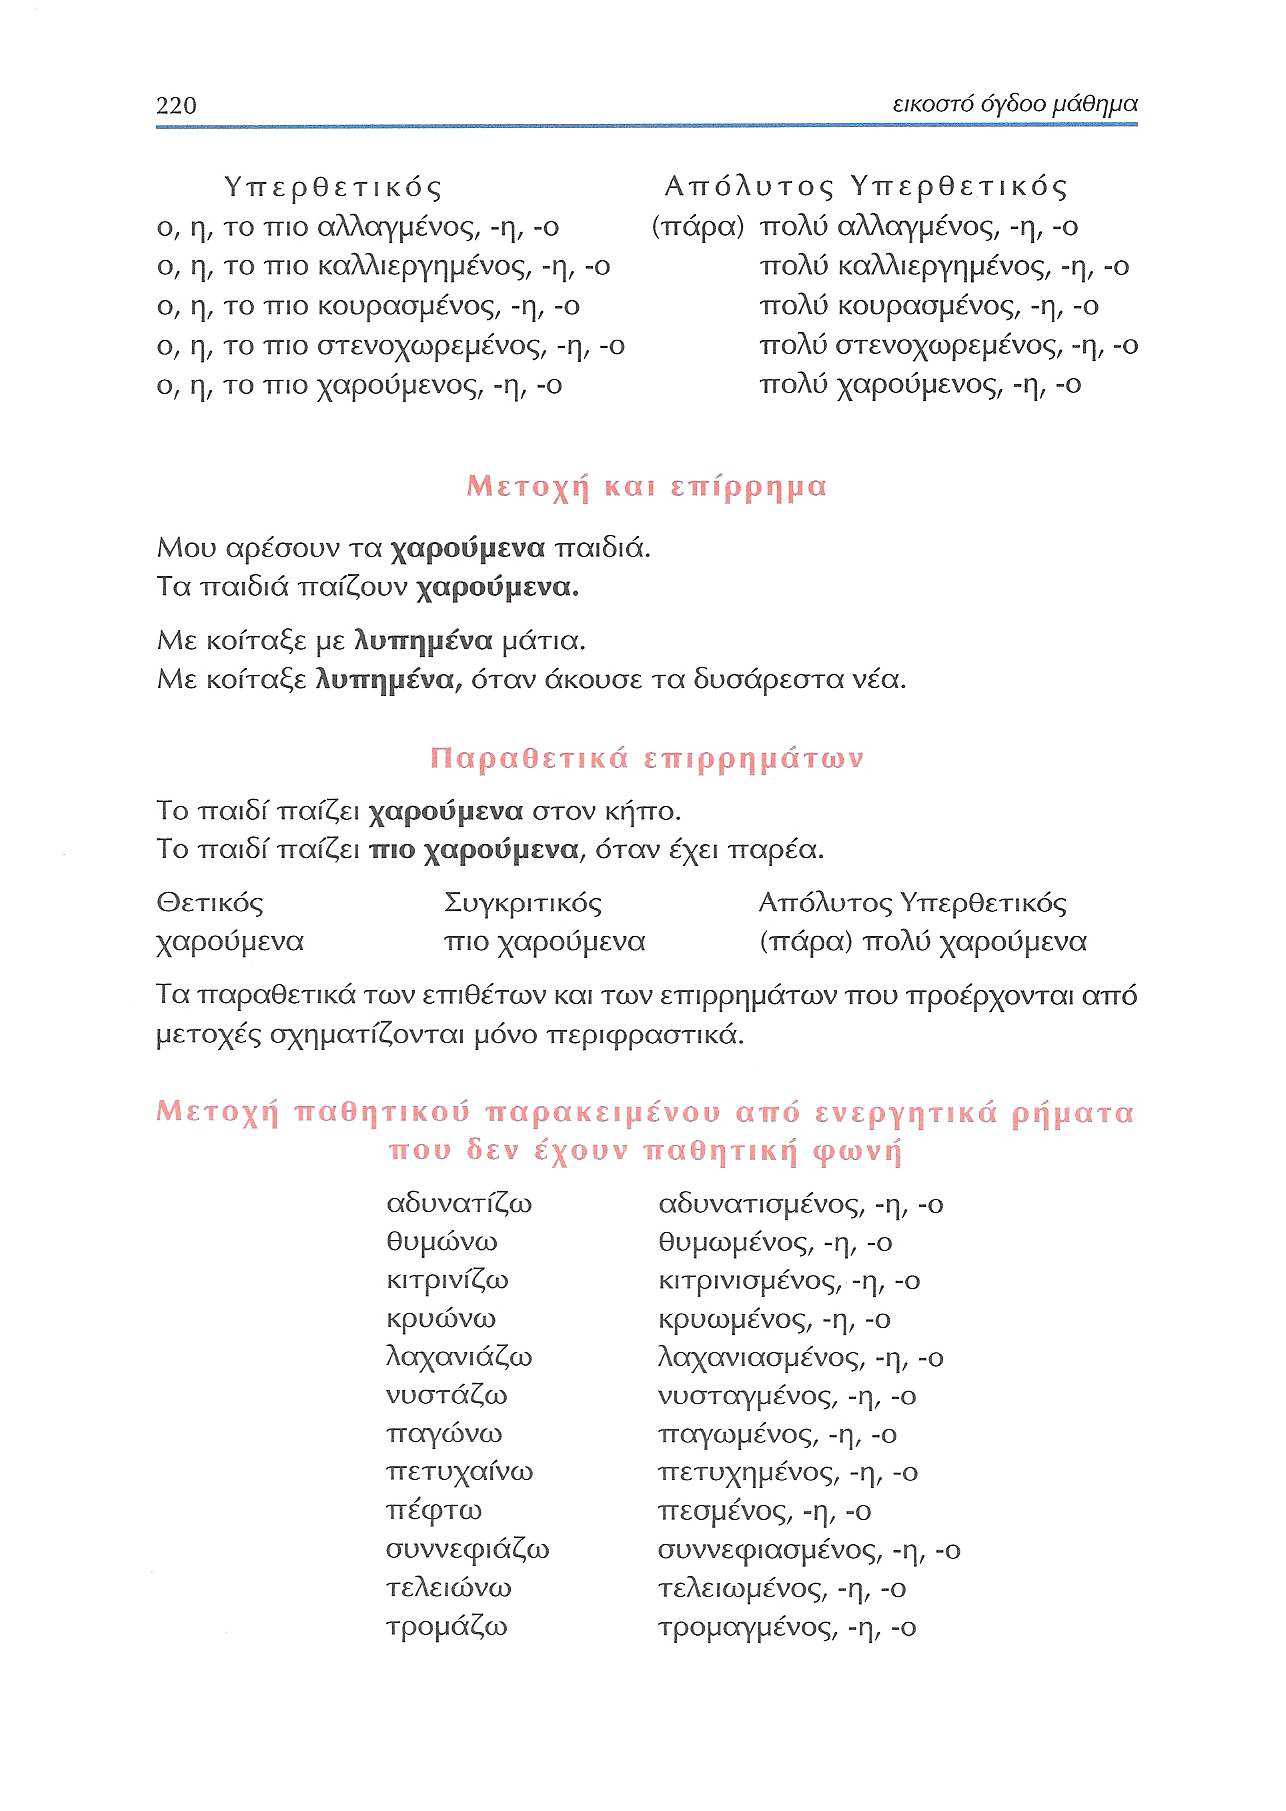 220 εικοστό όγδοο μάθημα
Υπερθετικός Απόλυτος Υπερθετικός
ο, η, το πιο αλλαγμένος, -η, -ο (πάρα) πολύ αλλαγμένος, -η, -ο
ο, η, το πιο καλλιεργημένος, -η, -ο πολύ καλλιεργημένος, -η, -ο
ο, η, το πιο κουρασμένος, -η, -ο πολύ κουρασμένος, -η, -ο
ο, η, το πιο στενοχωρεμένος, -η, -ο πολύ στενοχωρεμένος, -η, -ο
ο, η, το πιο χαρούμενος, -η, -ο πολύ χαρούμενος, -η, -ο
Μετοχή και επίρρημα
Μου αρέσουν τα χαρούμενα παιδιά.
Τα παιδιά παίζουν χαρούμενα.
Με κοίταξε με λυπημένα μάτια.
Με κοίταξε λυπημένα, όταν άκουσε τα δυσάρεστα νέα.
Παραθετικά επιρρημάτων
Το παιδί παίζει χαρούμενα στον κήπο.
Το παιδί παίζει πιο χαρούμενα, όταν έχει παρέα.
Θετικός Συγκριτικός Απόλυτος Υπερθετικός
χαρούμενα πιο χαρούμενα (πάρα) πολύ χαρούμενα
Τα παραθετικά των επιθέτων και των επιρρημάτων που προέρχονται από
μετοχές σχηματίζονται μόνο περιφραστικά.
Μετοχή παθητικού παρακειμένου από ενεργητικά ρήματα
που δεν έχουν παθητική φωνή
αδυνατίζω αδυνατισμένος, -η, -ο
θυμώνω θυμωμένος, -η, -ο
κιτρινίζω κιτρινισμένος, -η, -ο
κρυώνω κρυωμένος, -η, -ο
λαχανιάζω λαχανιασμένος, -η, -ο
νυστάζω νυσταγμένος, -η, -ο
παγώνω παγωμένος, -η, -ο
πετυχαίνω πετυχημένος, -η, -ο
πέφτω πεσμένος, -η, -ο
συννεφιάζω συννεφιασμένος, -η, -ο
τελειώνω τελειωμένος, -η, -ο
τρομάζω τρομαγμένος, -η, -ο